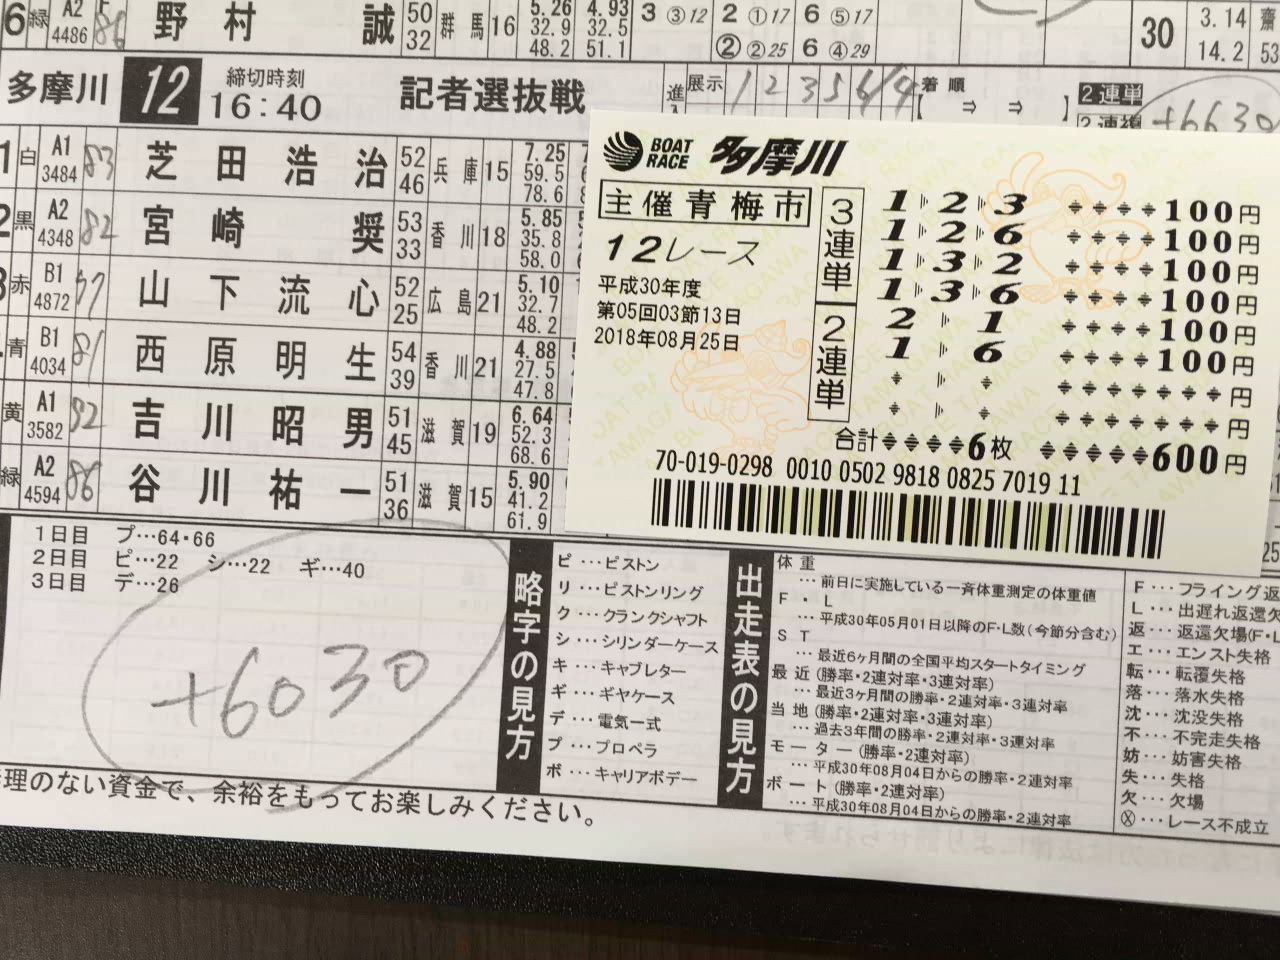 6 緑 A2 4486 86 野村 誠 50 32 群馬 16 5.26 32.9 48.2 4.93 32.5 51.1 3 ③12 2 ①17 6 ⑤17 ② ②25 6 ④29 30 3.14 14.2
多摩川 12 締切時刻 16:40 記者選抜戦 進入 展示 1 2 3 5 6 4 着順 ⇒ ⇒ 2連単 2連複 +6630
1 白 A1 3484 83 芝田浩治 52 46 兵庫 15 7.25 59.5 78.6
2 黒 A2 4348 82 宮崎 奨 53 33 香川 18 5.85 35.8 58.0
3 赤 B1 4872 山下流心 52 25 広島 21 5.10 32.7 48.2
青 B1 4034 81 西原明生 54 39 香川 21 4.88 27.5 47.8
黄 A1 3582 82 吉川昭男 51 45 滋賀 19 6.64 52.3 68.6
緑 A2 4594 86 谷川祐一 51 36 滋賀 15 5.90 41.2 61.9
BOAT RACE 多摩川
主催青梅市
12レース
平成30年度
第05回03節13日
2018年08月25日
3連単
1 2 3 100円
1 2 6 100円
1 3 2 100円
1 3 6 100円
2連単
2 1 100円
1 6 100円
円
円
合計 6枚 600円
70-019-0298 0010 0502 9818 0825 7019 11
1日目 プ…64・66
2日目 ピ…22 シ…22 ギ…40
3日目 デ…26
+6030
略字の見方
ピ…ピストン
リ…ピストンリング
ク…クランクシャフト
シ…シリンダーケース
キ…キャブレター
ギ…ギヤケース
デ…電気一式
プ…プロペラ
ボ…キャリアボデー
出走表の見方
体重
…前日に実施している一斉体重測定の体重値
F・L
…平成30年05月01日以降のF・L数(今節分含む)
ST
…最近6ヶ月間の全国平均スタートタイミング
最近(勝率・2連対率・3連対率)
…最近3ヶ月間の勝率・2連対率・3連対率
当地(勝率・2連対率・3連対率)
…過去3年間の勝率・2連対率・3連対率
モーター(勝率・2連対率)
…平成30年08月04日からの勝率・2連対率
ボート(勝率・2連対率)
…平成30年08月04日からの勝率・2連対率
F…フライング返
L…出遅れ返還欠
返…返還欠場(F・L
エ…エンスト失格
転…転覆失格
落…落水失格
沈…沈没失格
不…不完走失格
妨…妨害失格
失…失格
欠…欠場
Ⓧ…レース不成立
理のない資金で、余裕をもってお楽しみください。